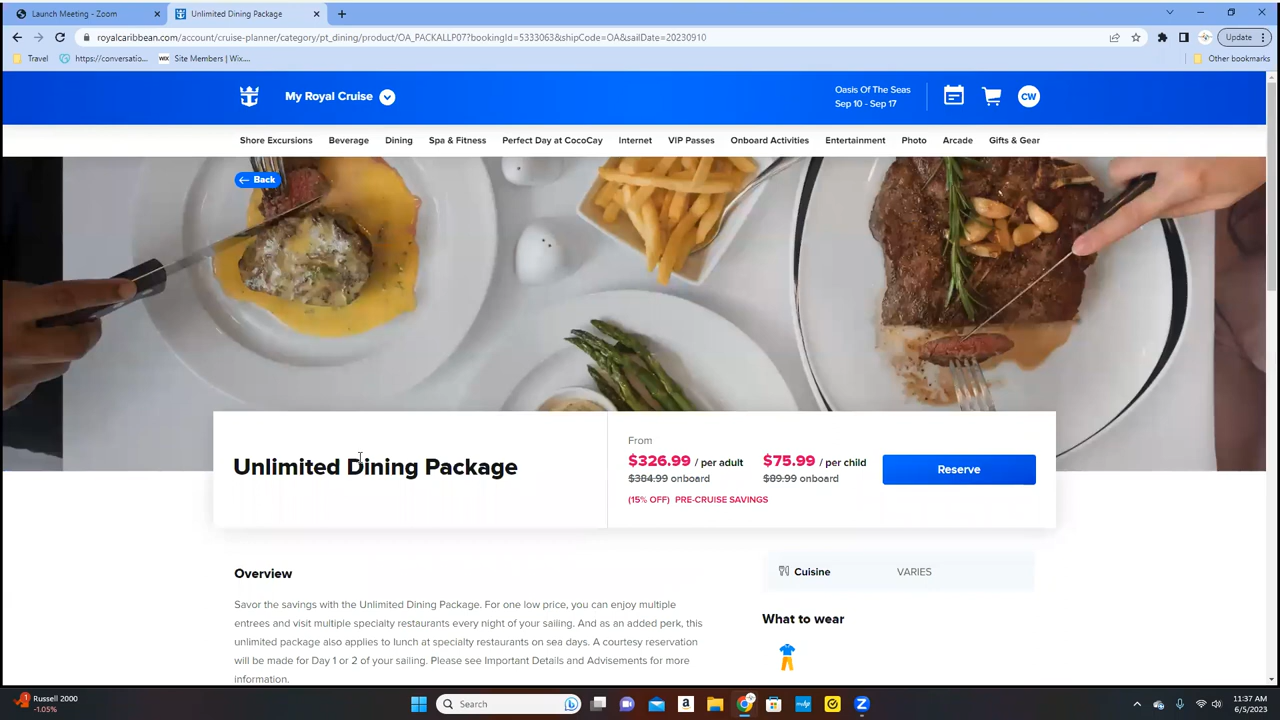 Launch Meeting - Zoom
Unlimited Dining Package
royalcaribbean.com/account/cruise-planner/category/pt_dining/product/OA_PACKALLP07?bookingId=5333063&shipCode=OA&sailDate=20230910
Update
Travel
https://conversatio...
WIX
Site Members | Wix....
Other bookmarks
My Royal Cruise
Oasis Of The Seas
Sep 10 - Sep 17
CW
Shore Excursions Beverage Dining Spa & Fitness Perfect Day at CocoCay Internet VIP Passes Onboard Activities Entertainment Photo Arcade Gifts & Gear
Back
Unlimited Dining Package
From
$326.99 / per adult $75.99 / per child
$384.99 onboard $89.99 onboard
(15% OFF) PRE-CRUISE SAVINGS
Reserve
Overview
Savor the savings with the Unlimited Dining Package. For one low price, you can enjoy multiple
entrees and visit multiple specialty restaurants every night of your sailing. And as an added perk, this
unlimited package also applies to lunch at specialty restaurants on sea days. A courtesy reservation
will be made for Day 1 or 2 of your sailing. Please see Important Details and Advisements for more
information.
Cuisine VARIES
What to wear
Russell 2000
-1.05%
Search
11:37 AM
6/5/2023